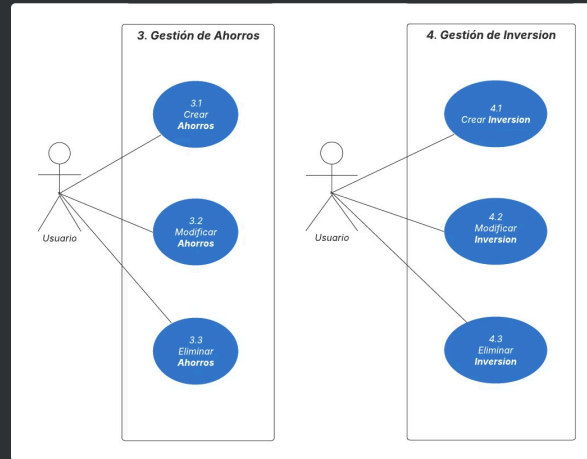 3. Gestión de Ahorros
3.1
Crear
Ahorros
3.2
Modificar
Ahorros
3.3
Eliminar
Ahorros
Usuario
4. Gestión de Inversion
4.1
Crear Inversion
4.2
Modificar
Inversion
4.3
Eliminar
Inversion
Usuario